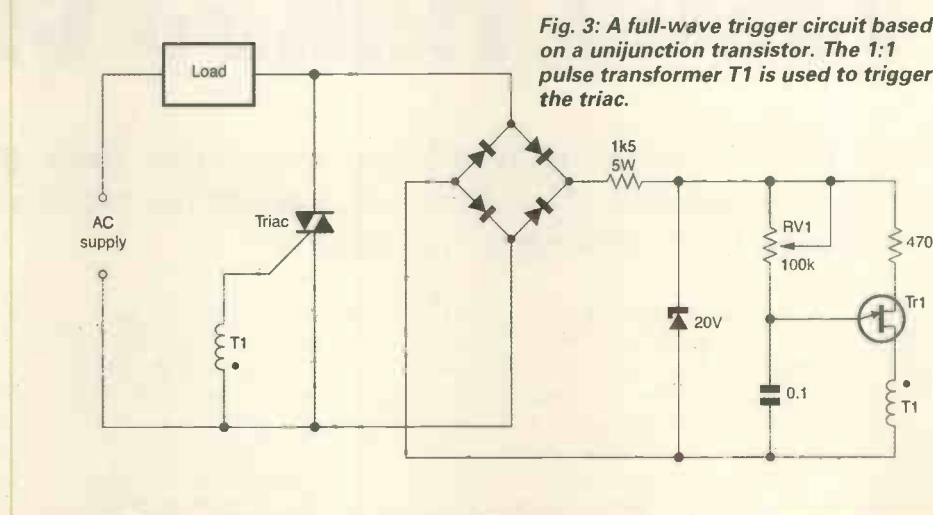 Fig. 3: A full-wave trigger circuit based
on a unijunction transistor. The 1:1
pulse transformer T1 is used to trigger
the triac.
Load
1k5
5W
AC
supply
Triac
RV1
100k
470
Tr1
T1
20V
0.1
T1